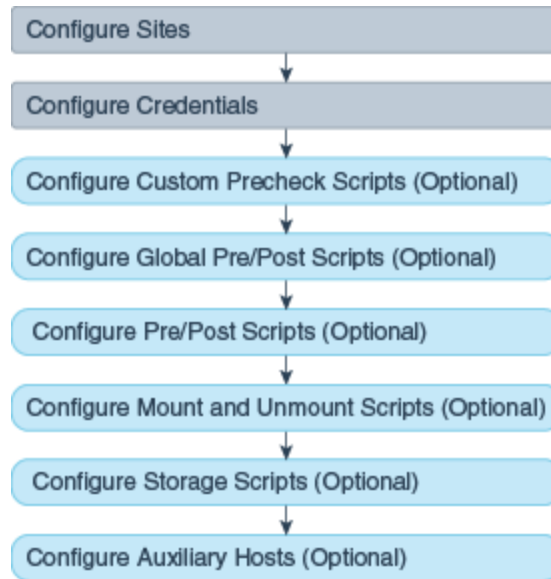 Configure Sites
Configure Credentials
Configure Custom Precheck Scripts (Optional)
Configure Global Pre/Post Scripts (Optional)
Configure Pre/Post Scripts (Optional)
Configure Mount and Unmount Scripts (Optional)
Configure Storage Scripts (Optional)
Configure Auxiliary Hosts (Optional)